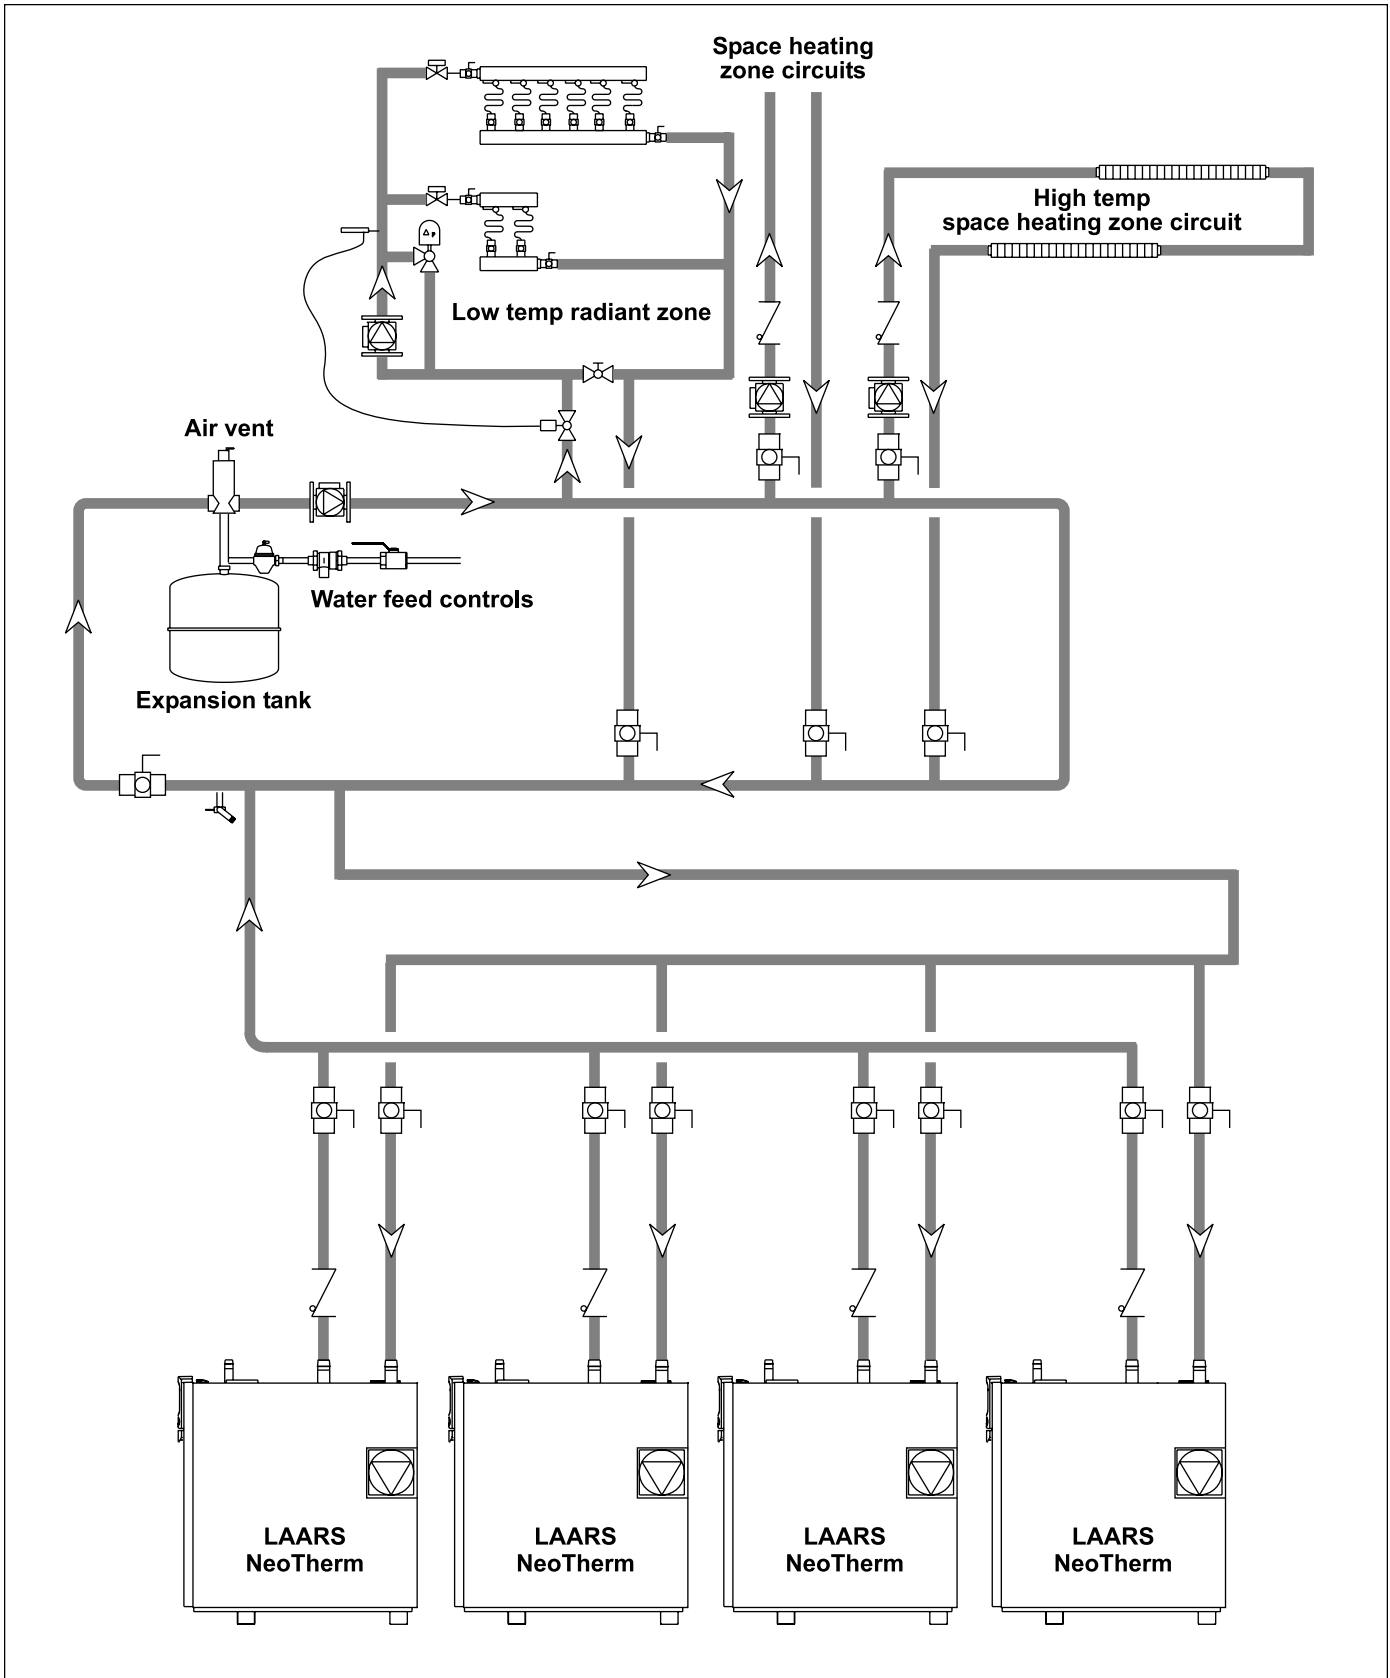 Space heating
zone circuits
High temp
space heating zone circuit
Δ P
Low temp radiant zone
Air vent
Water feed controls
Expansion tank
LAARS
NeoTherm
LAARS
NeoTherm
LAARS
NeoTherm
LAARS
NeoTherm